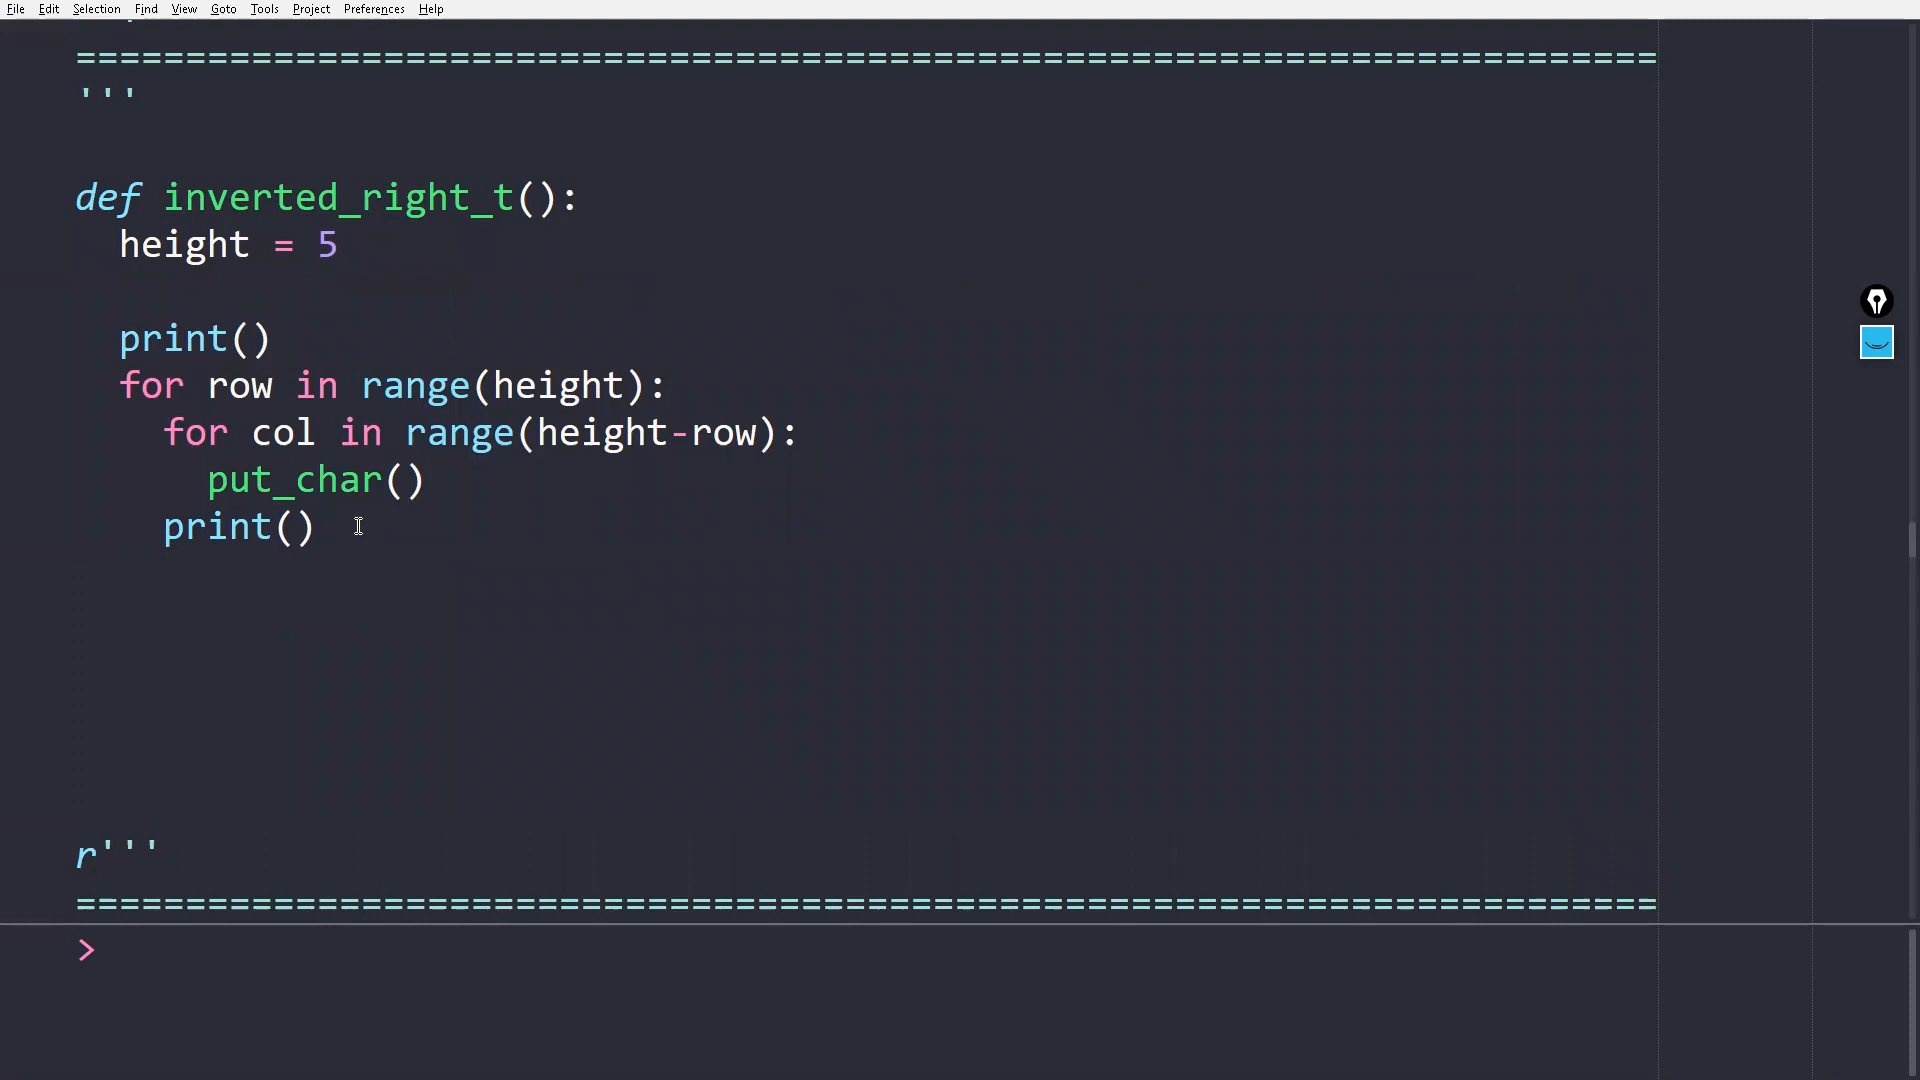 File Edit Selection Find View Goto Tools Project Preferences Help
========================================================================
'''
def inverted_right_t():
  height = 5
  print()
  for row in range(height):
    for col in range(height-row):
      put_char()
    print()
r'''
========================================================================
>